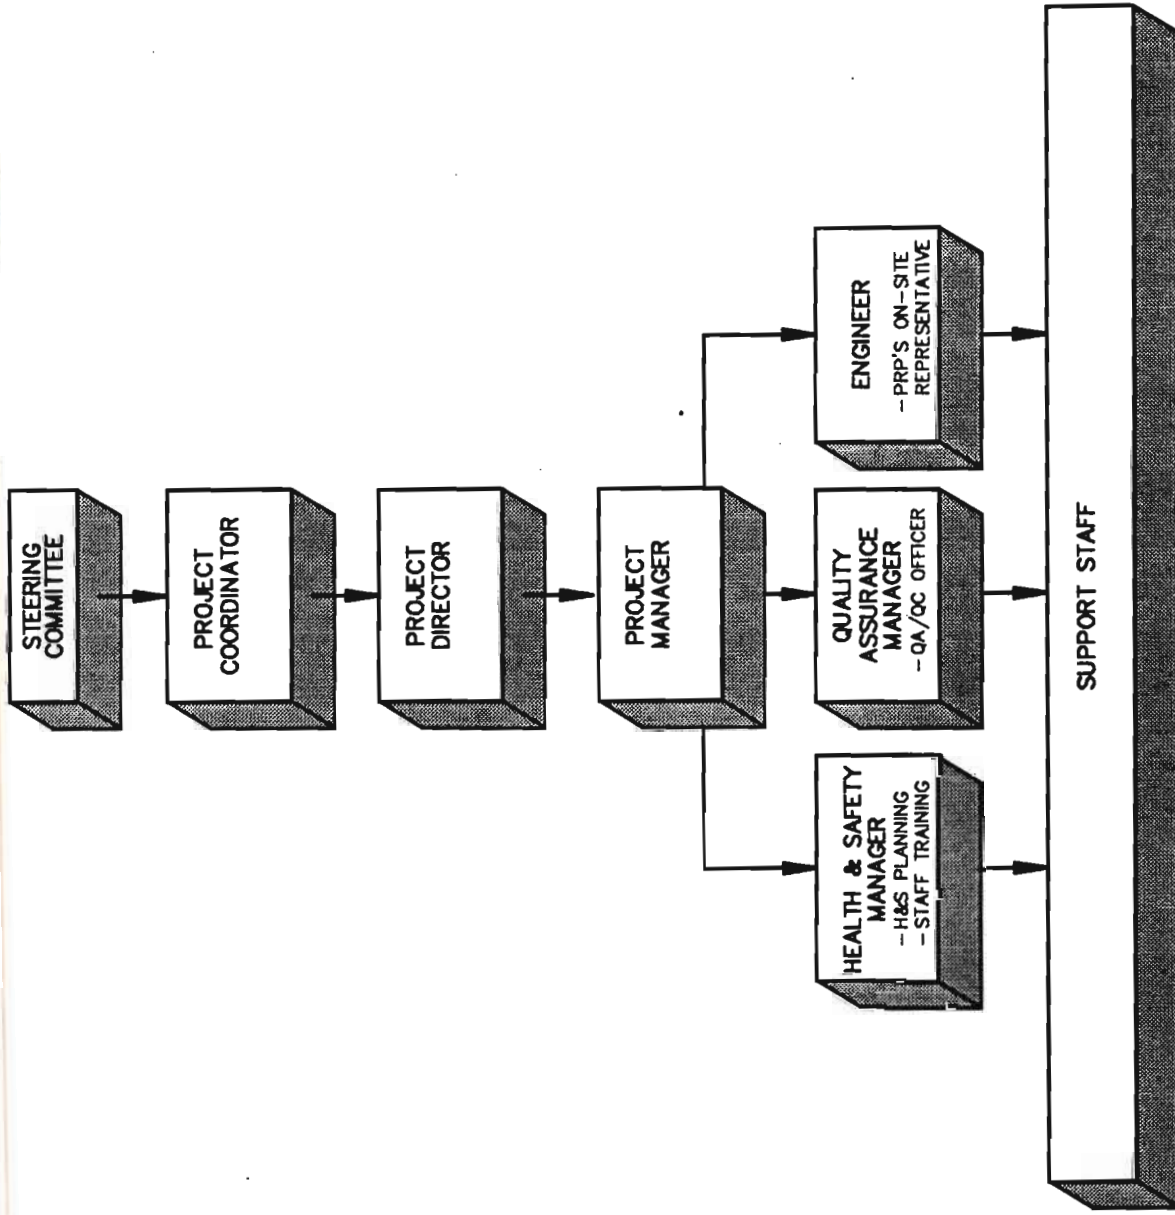 STEERING
COMMITTEE
PROJECT
COORDINATOR
PROJECT
DIRECTOR
PROJECT
MANAGER
HEALTH & SAFETY
MANAGER
-H&S PLANNING
-STAFF TRAINING
QUALITY
ASSURANCE
MANAGER
-QA/QC OFFICER
ENGINEER
-PRP'S ON-SITE
REPRESENTATIVE
SUPPORT STAFF